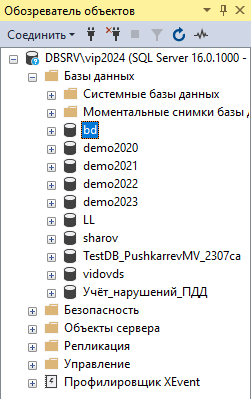 Обозреватель объектов
Соединить
DBSRV\vip2024 (SQL Server 16.0.1000 -
Базы данных
Системные базы данных
Моментальные снимки базы д
bd
demo2020
demo2021
demo2022
demo2023
LL
sharov
TestDB_PushkarrevMV_2307ca
vidovds
Учёт_нарушений_ПДД
Безопасность
Объекты сервера
Репликация
Управление
Профилировщик XEvent